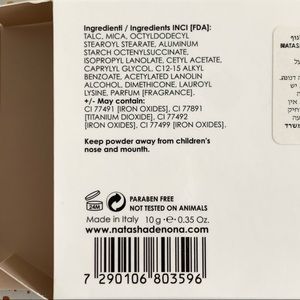 Ingredienti / Ingredients INCI [FDA]:
TALC, MICA, OCTYLDODECYL
STEAROYL STEARATE, ALUMINUM
STARCH OCTENYLSUCCINATE,
ISOPROPYL LANOLATE, CETYL ACETATE,
CAPRYLYL GLYCOL, C12-15 ALKYL
BENZOATE, ACETYLATED LANOLIN
ALCOHOL, DIMETHICONE, LAUROYL
LYSINE, PARFUM [FRAGRANCE].
+/- May contain:
CI 77491 [IRON OXIDES], CI 77891
[TITANIUM DIOXIDE], CI 77492
[IRON OXIDES], CI 77499 [IRON OXIDES].
Keep powder away from children's
nose and mouth.
24M
PARABEN FREE
NOT TESTED ON ANIMALS
Made in Italy 10 g ℮ 0.35 Oz.
www.natashadenona.com
7 290106 803596
NATAS